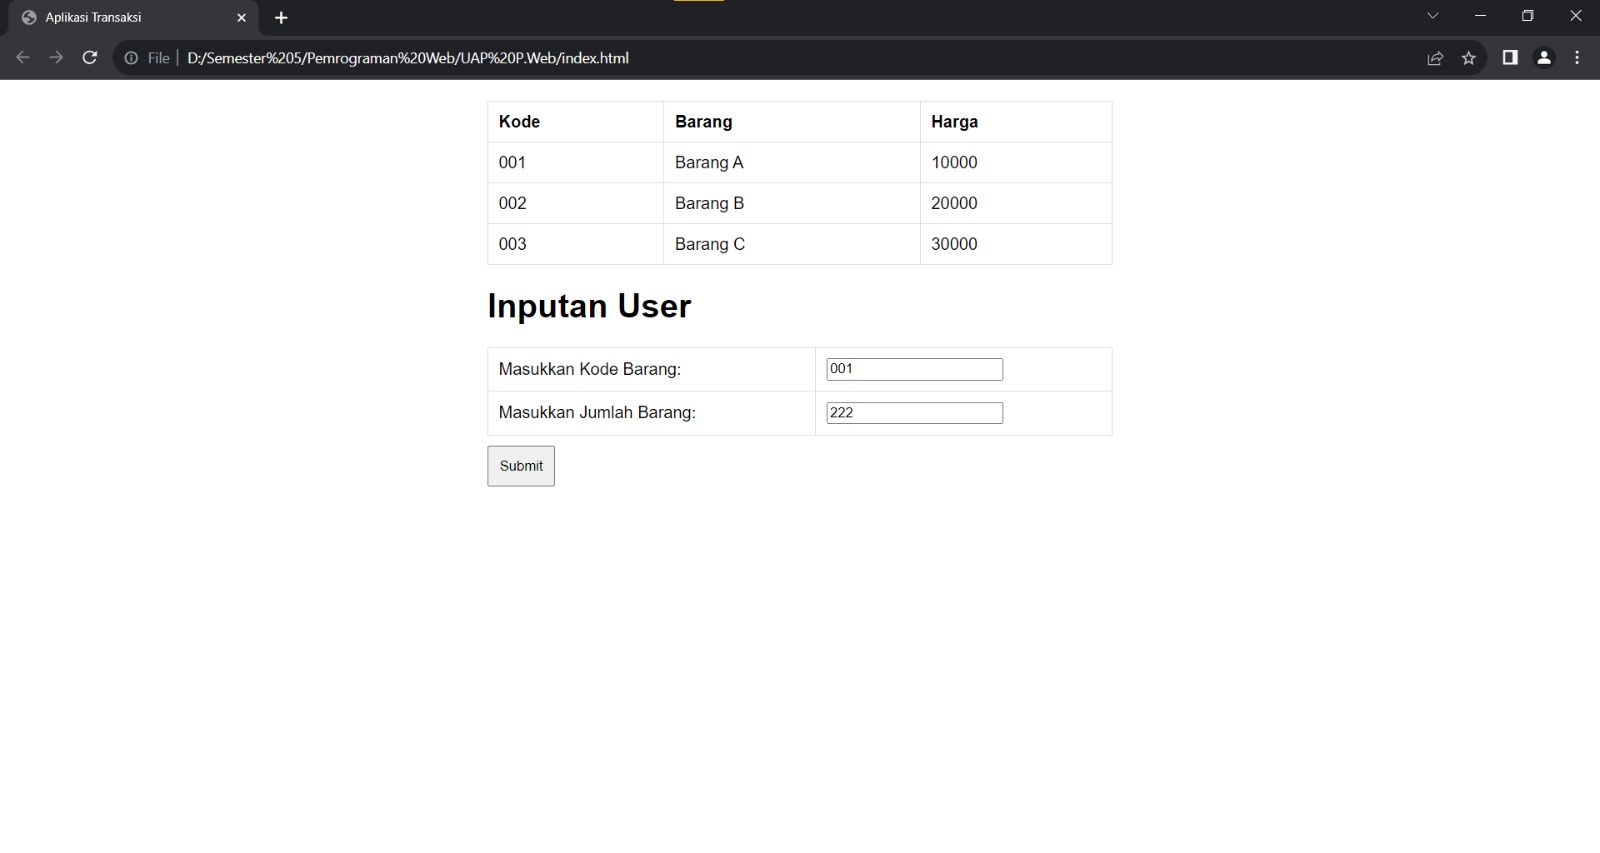 Aplikasi Transaksi
File D:/Semester%205/Pemrograman%20Web/UAP%20P.Web/index.html
Kode Barang Harga
001 Barang A 10000
002 Barang B 20000
003 Barang C 30000
Inputan User
Masukkan Kode Barang: 001
Masukkan Jumlah Barang: 222
Submit